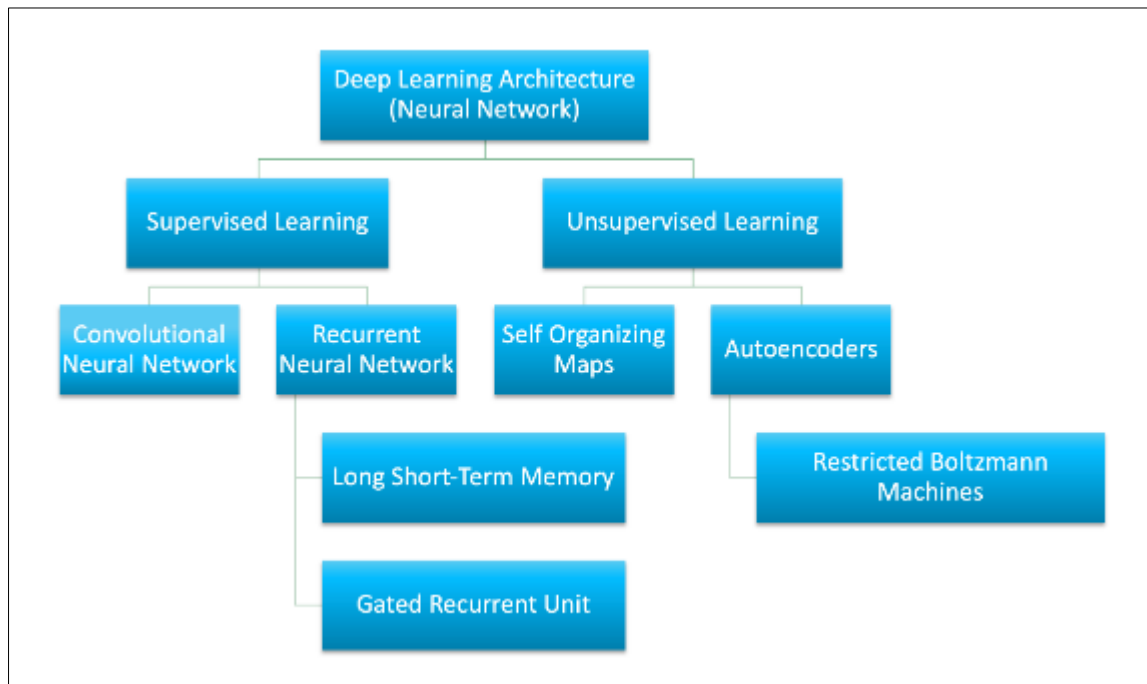 Deep Learning Architecture
(Neural Network)
Supervised Learning
Unsupervised Learning
Convolutional
Neural Network
Recurrent
Neural Network
Self Organizing
Maps
Autoencoders
Long Short-Term Memory
Restricted Boltzmann
Machines
Gated Recurrent Unit